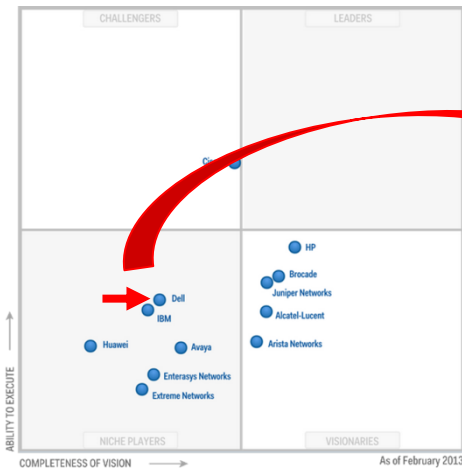 CHALLENGERS
LEADERS
HP
Brocade
Juniper Networks
Dell
IBM
Alcatel-Lucent
Huawei
Avaya
Arista Networks
Enterasys Networks
Extreme Networks
ABILITY TO EXECUTE
NICHE PLAYERS
VISIONARIES
COMPLETENESS OF VISION
As of February 2013